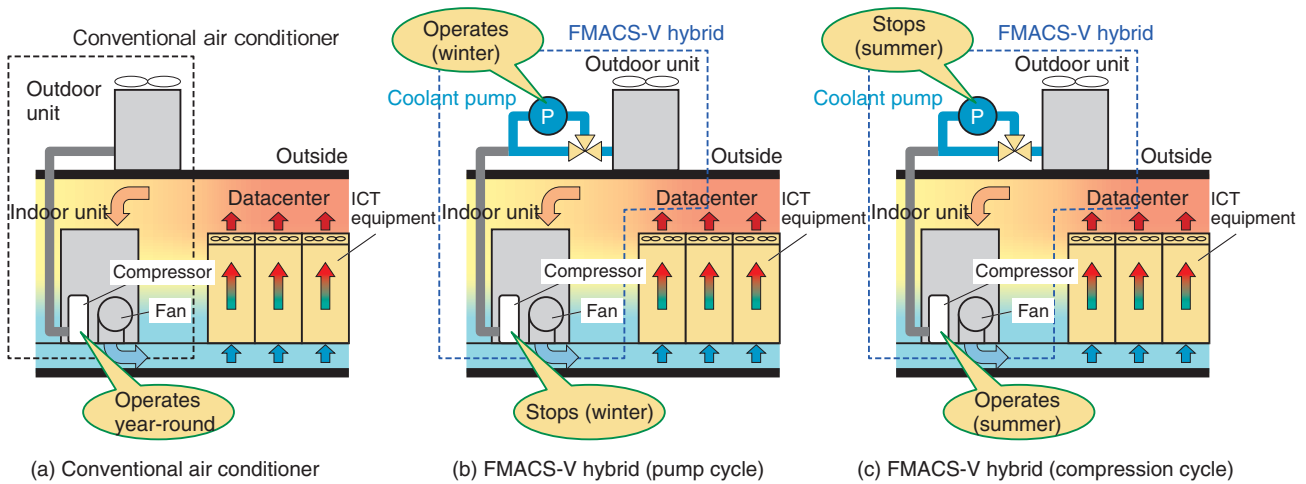 Conventional air conditioner
Outdoor
unit
Outside
Indoor unit
Datacenter
ICT
equipment
Compressor
Fan
Operates
year-round
(a) Conventional air conditioner
Operates
(winter)
FMACS-V hybrid
Outdoor unit
Coolant pump
P
Outside
Indoor unit
Datacenter
ICT
equipment
Compressor
Fan
Stops (winter)
(b) FMACS-V hybrid (pump cycle)
Stops
(summer)
FMACS-V hybrid
Outdoor unit
Coolant pump
P
Outside
Indoor unit
Datacenter
ICT
equipment
Compressor
Fan
Operates
(summer)
(c) FMACS-V hybrid (compression cycle)